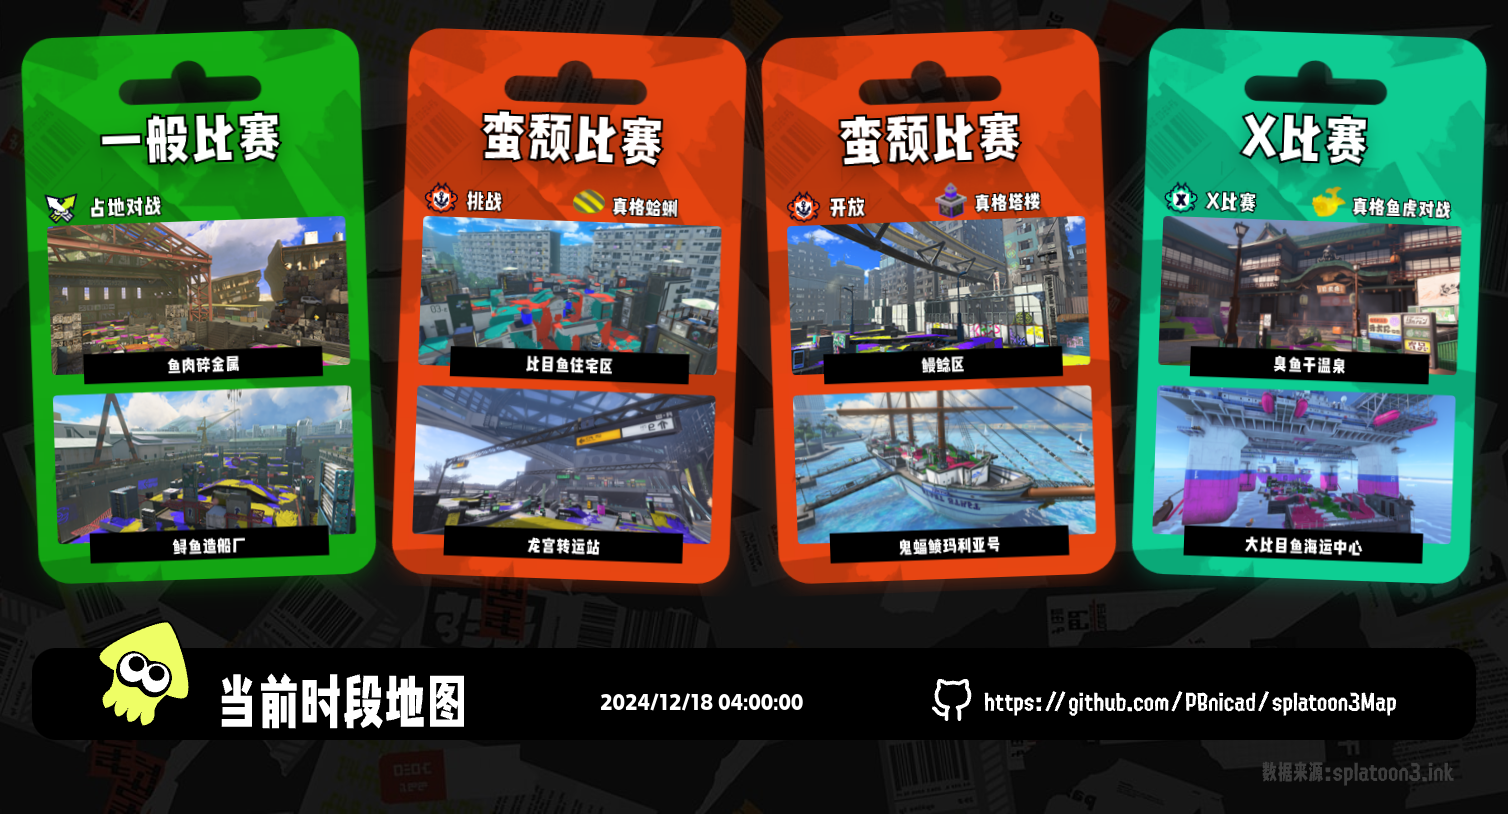 一般比赛
占地对战
鱼肉碎金属
鲟鱼造船厂
蛮颓比赛
挑战
真格蛤蜊
比目鱼住宅区
龙宫转运站
蛮颓比赛
开放
真格塔楼
鳗鲶区
鬼蝠鲼玛利亚号
X比赛
X比赛
真格鱼虎对战
臭鱼干温泉
大比目鱼海运中心
当前时段地图
2024/12/18 04:00:00
https://github.com/PBnicad/splatoon3Map
数据来源:splatoon3.ink